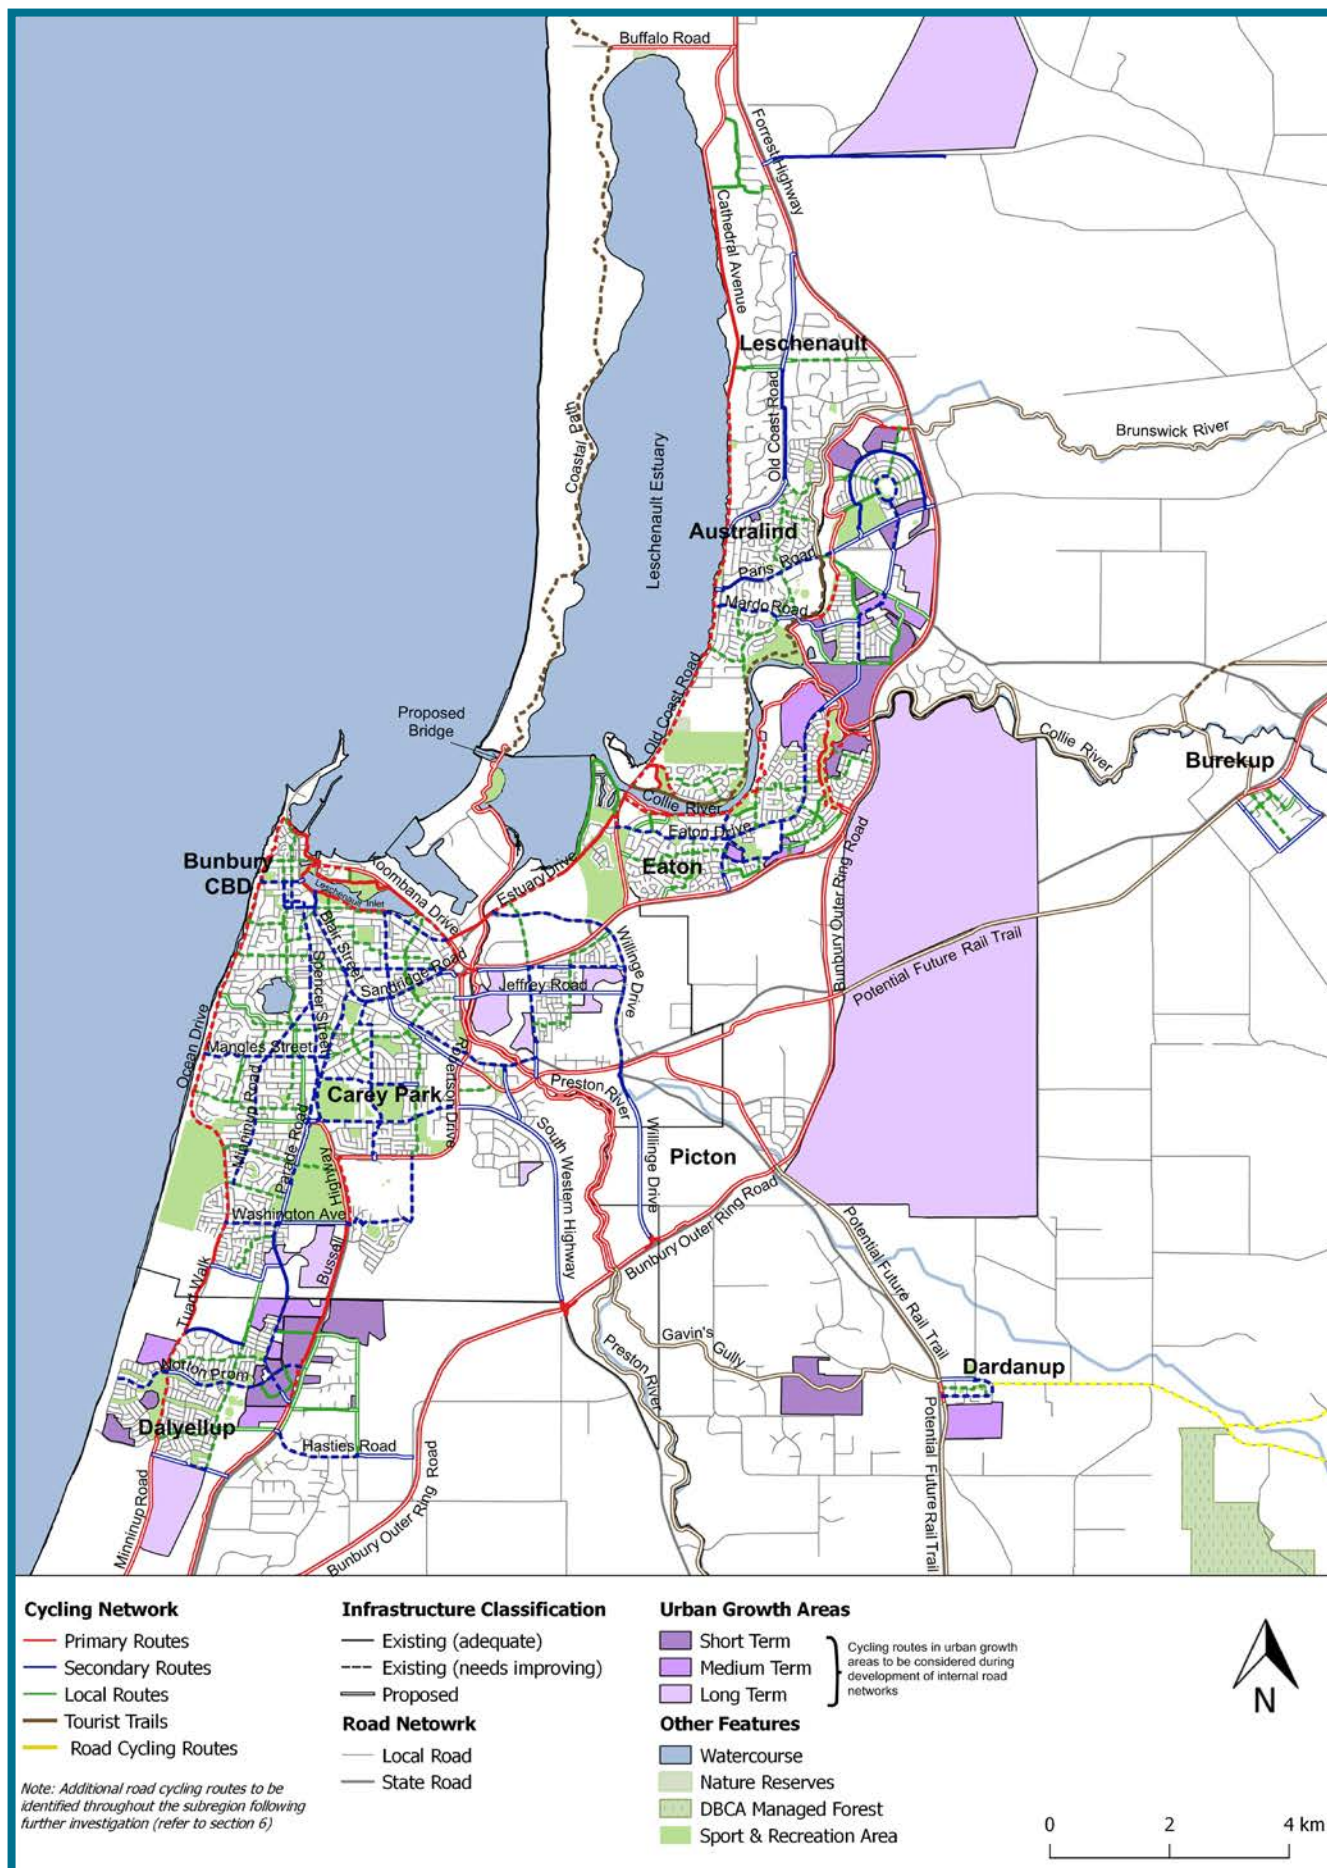 Buffalo Road
Forrest Highway
Cathedral Avenue
Leschenault
Coastal Path
Old Coast Road
Brunswick River
Leschenault Estuary
Australind
Paris Road
Mardo Road
Old Coast Road
Proposed
Bridge
Collie River
Burekup
Collie River
Eaton Drive
Bunbury
CBD
Koombana Drive
Leschenault Inlet
Estuary Drive
Eaton
Bunbury Outer Ring Road
Blair Street
Spencer Street
Sandridge Road
Willinge Drive
Jeffrey Road
Potential Future Rail Trail
Ocean Drive
Mangles Street
Minninup Road
Carey Park
Robertson Drive
Preston River
Parade Road
South Western Highway
Willinge Drive
Picton
Highway
Washington Ave
Bunbury Outer Ring Road
Potential Future Rail Trail
Tuart Walk
Bussell
Gavin's
Gully
Preston River
Norton Prom
Dardanup
Dalyellup
Hasties Road
Potential Future Rail Trail
Minninup Road
Bunbury Outer Ring Road
Cycling Network
Primary Routes
Secondary Routes
Local Routes
Tourist Trails
Road Cycling Routes
Note: Additional road cycling routes to be
identified throughout the subregion following
further investigation (refer to section 6)
Infrastructure Classification
Existing (adequate)
Existing (needs improving)
Proposed
Road Netowrk
Local Road
State Road
Urban Growth Areas
Short Term
Medium Term
Long Term
Cycling routes in urban growth
areas to be considered during
development of internal road
networks
Other Features
Watercourse
Nature Reserves
DBCA Managed Forest
Sport & Recreation Area
N
0 2 4 km